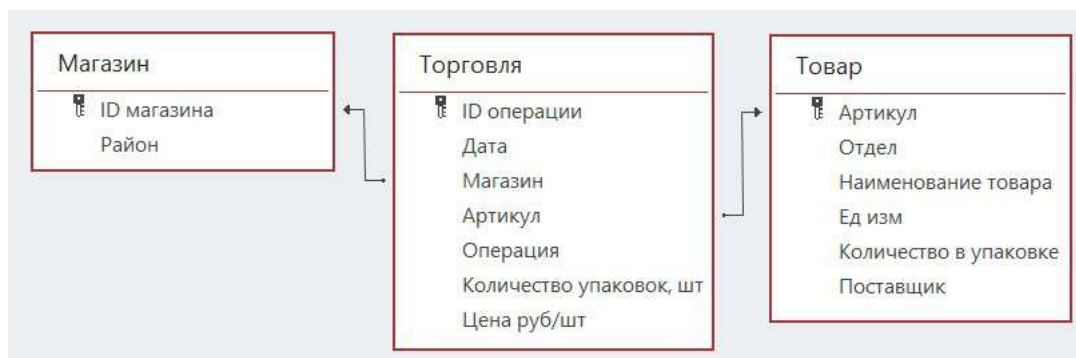 Магазин
ID магазина
Район
Торговля
ID операции
Дата
Магазин
Артикул
Операция
Количество упаковок, шт
Цена руб/шт
Товар
Артикул
Отдел
Наименование товара
Ед изм
Количество в упаковке
Поставщик